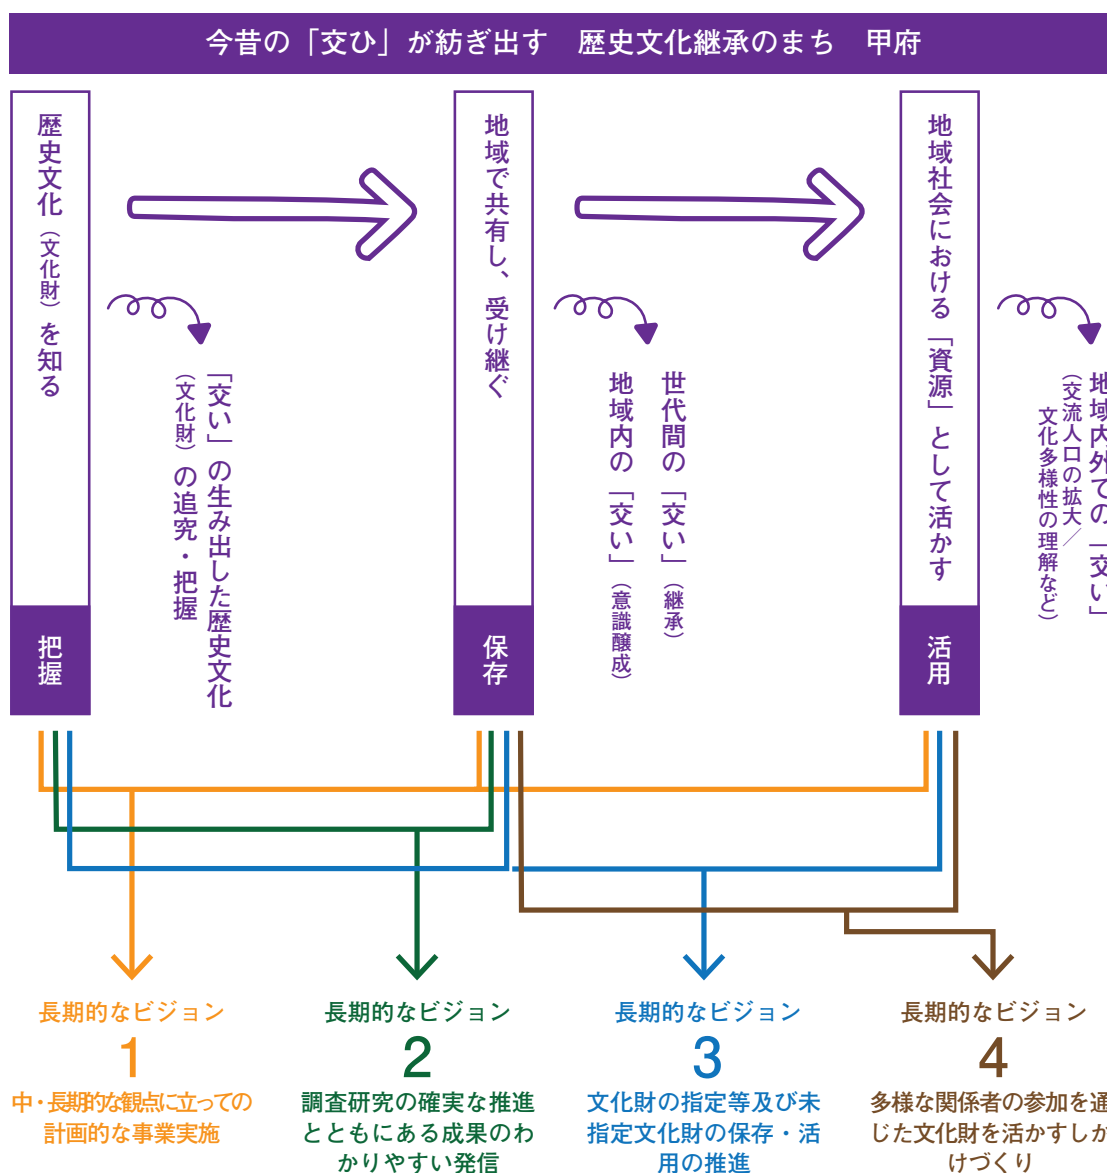 今昔の「交ひ」が紡ぎ出す　歴史文化継承のまち　甲府
歴史文化（文化財）を知る
把握
「交い」の生み出した歴史文化
（文化財）の追究・把握
地域で共有し、受け継ぐ
保存
世代間の「交い」（継承）
地域内の「交い」（意識醸成）
地域社会における「資源」として活かす
活用
地域内外での「交い」
（交流人口の拡大／
文化多様性の理解など）
長期的なビジョン
1
中・長期的な観点に立っての
計画的な事業実施
長期的なビジョン
2
調査研究の確実な推進
とともにある成果のわ
かりやすい発信
長期的なビジョン
3
文化財の指定等及び未
指定文化財の保存・活
用の推進
長期的なビジョン
4
多様な関係者の参加を通
じた文化財を活かすしか
けづくり